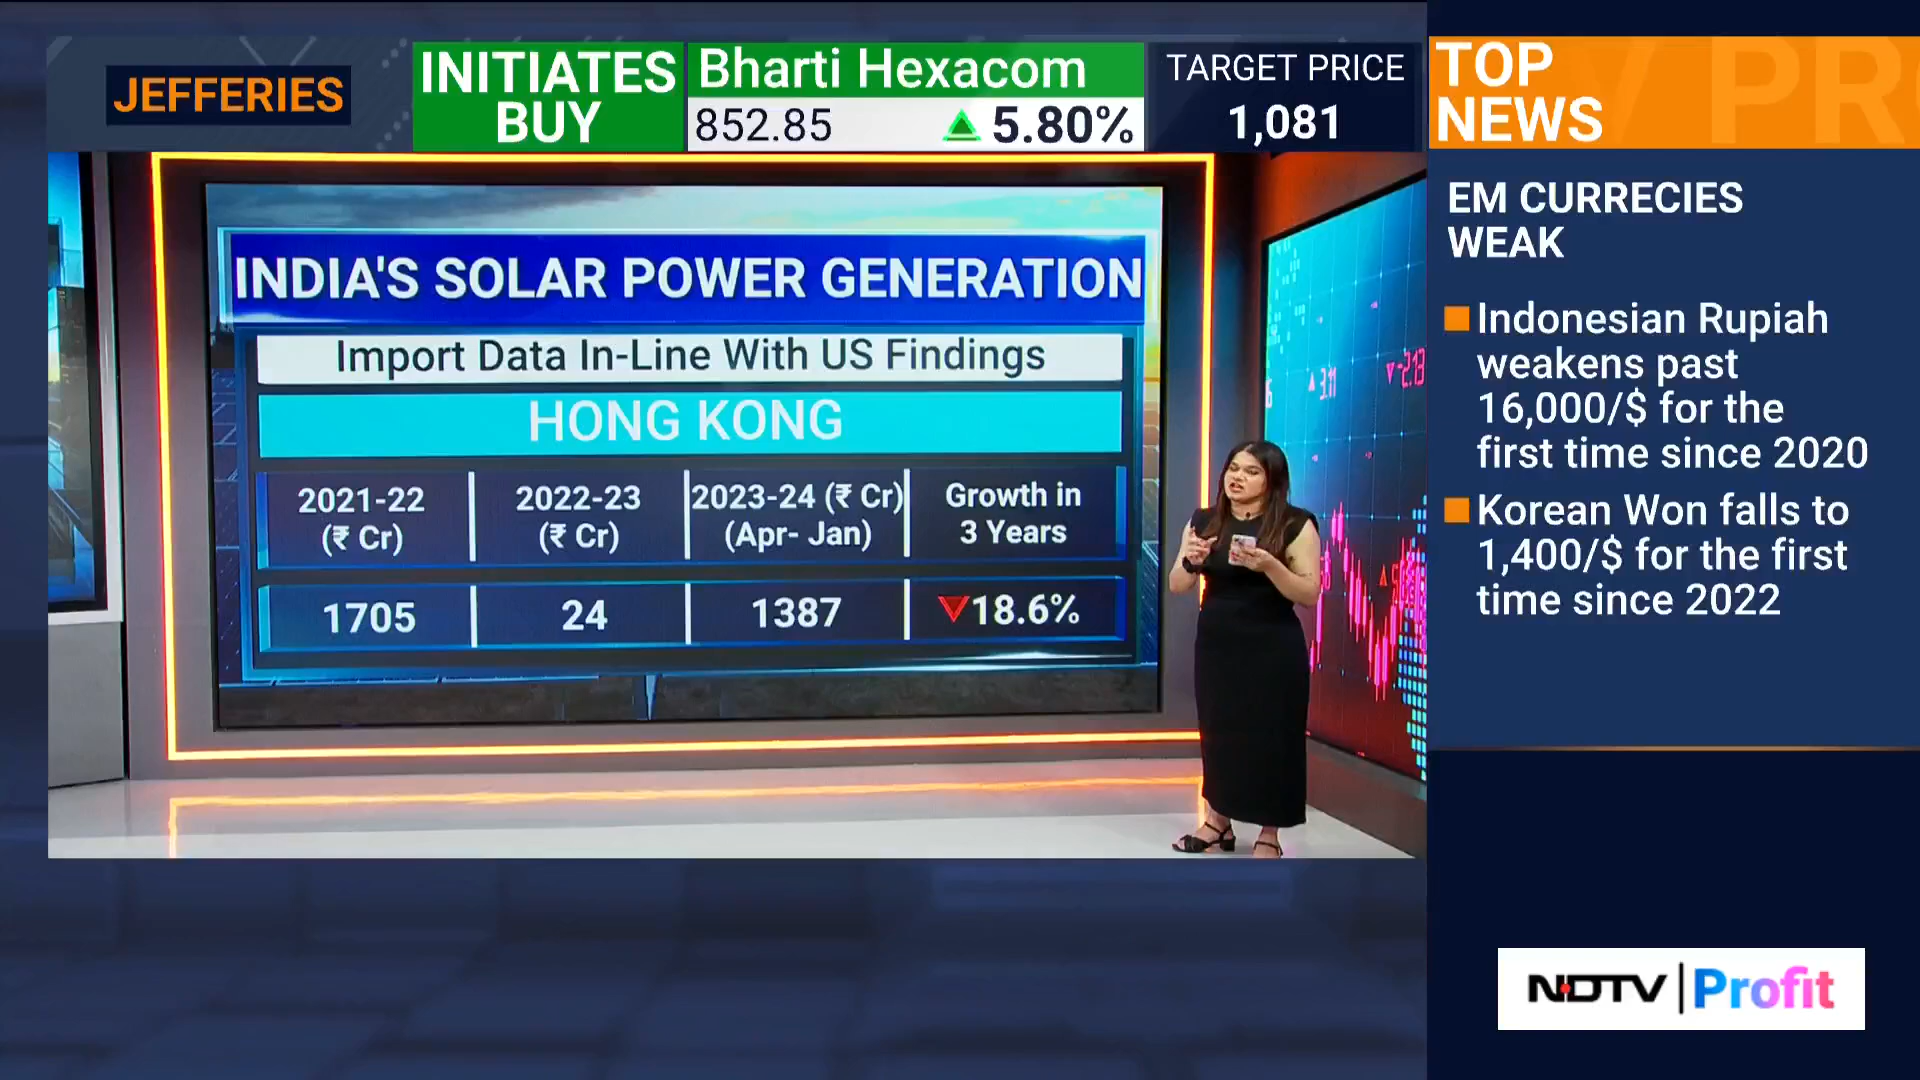 JEFFERIES
INITIATES
BUY
Bharti Hexacom
852.85 ▲ 5.80%
TARGET PRICE
1,081
TOP
NEWS
EM CURRECIES
WEAK
Indonesian Rupiah
weakens past
16,000/$ for the
first time since 2020
Korean Won falls to
1,400/$ for the first
time since 2022
INDIA'S SOLAR POWER GENERATION
Import Data In-Line With US Findings
HONG KONG
2021-22
(₹ Cr)
2022-23
(₹ Cr)
2023-24 (₹ Cr)
(Apr- Jan)
Growth in
3 Years
1705
24
1387
▼18.6%
▲3.11
▼-2.13
NDTV | Profit